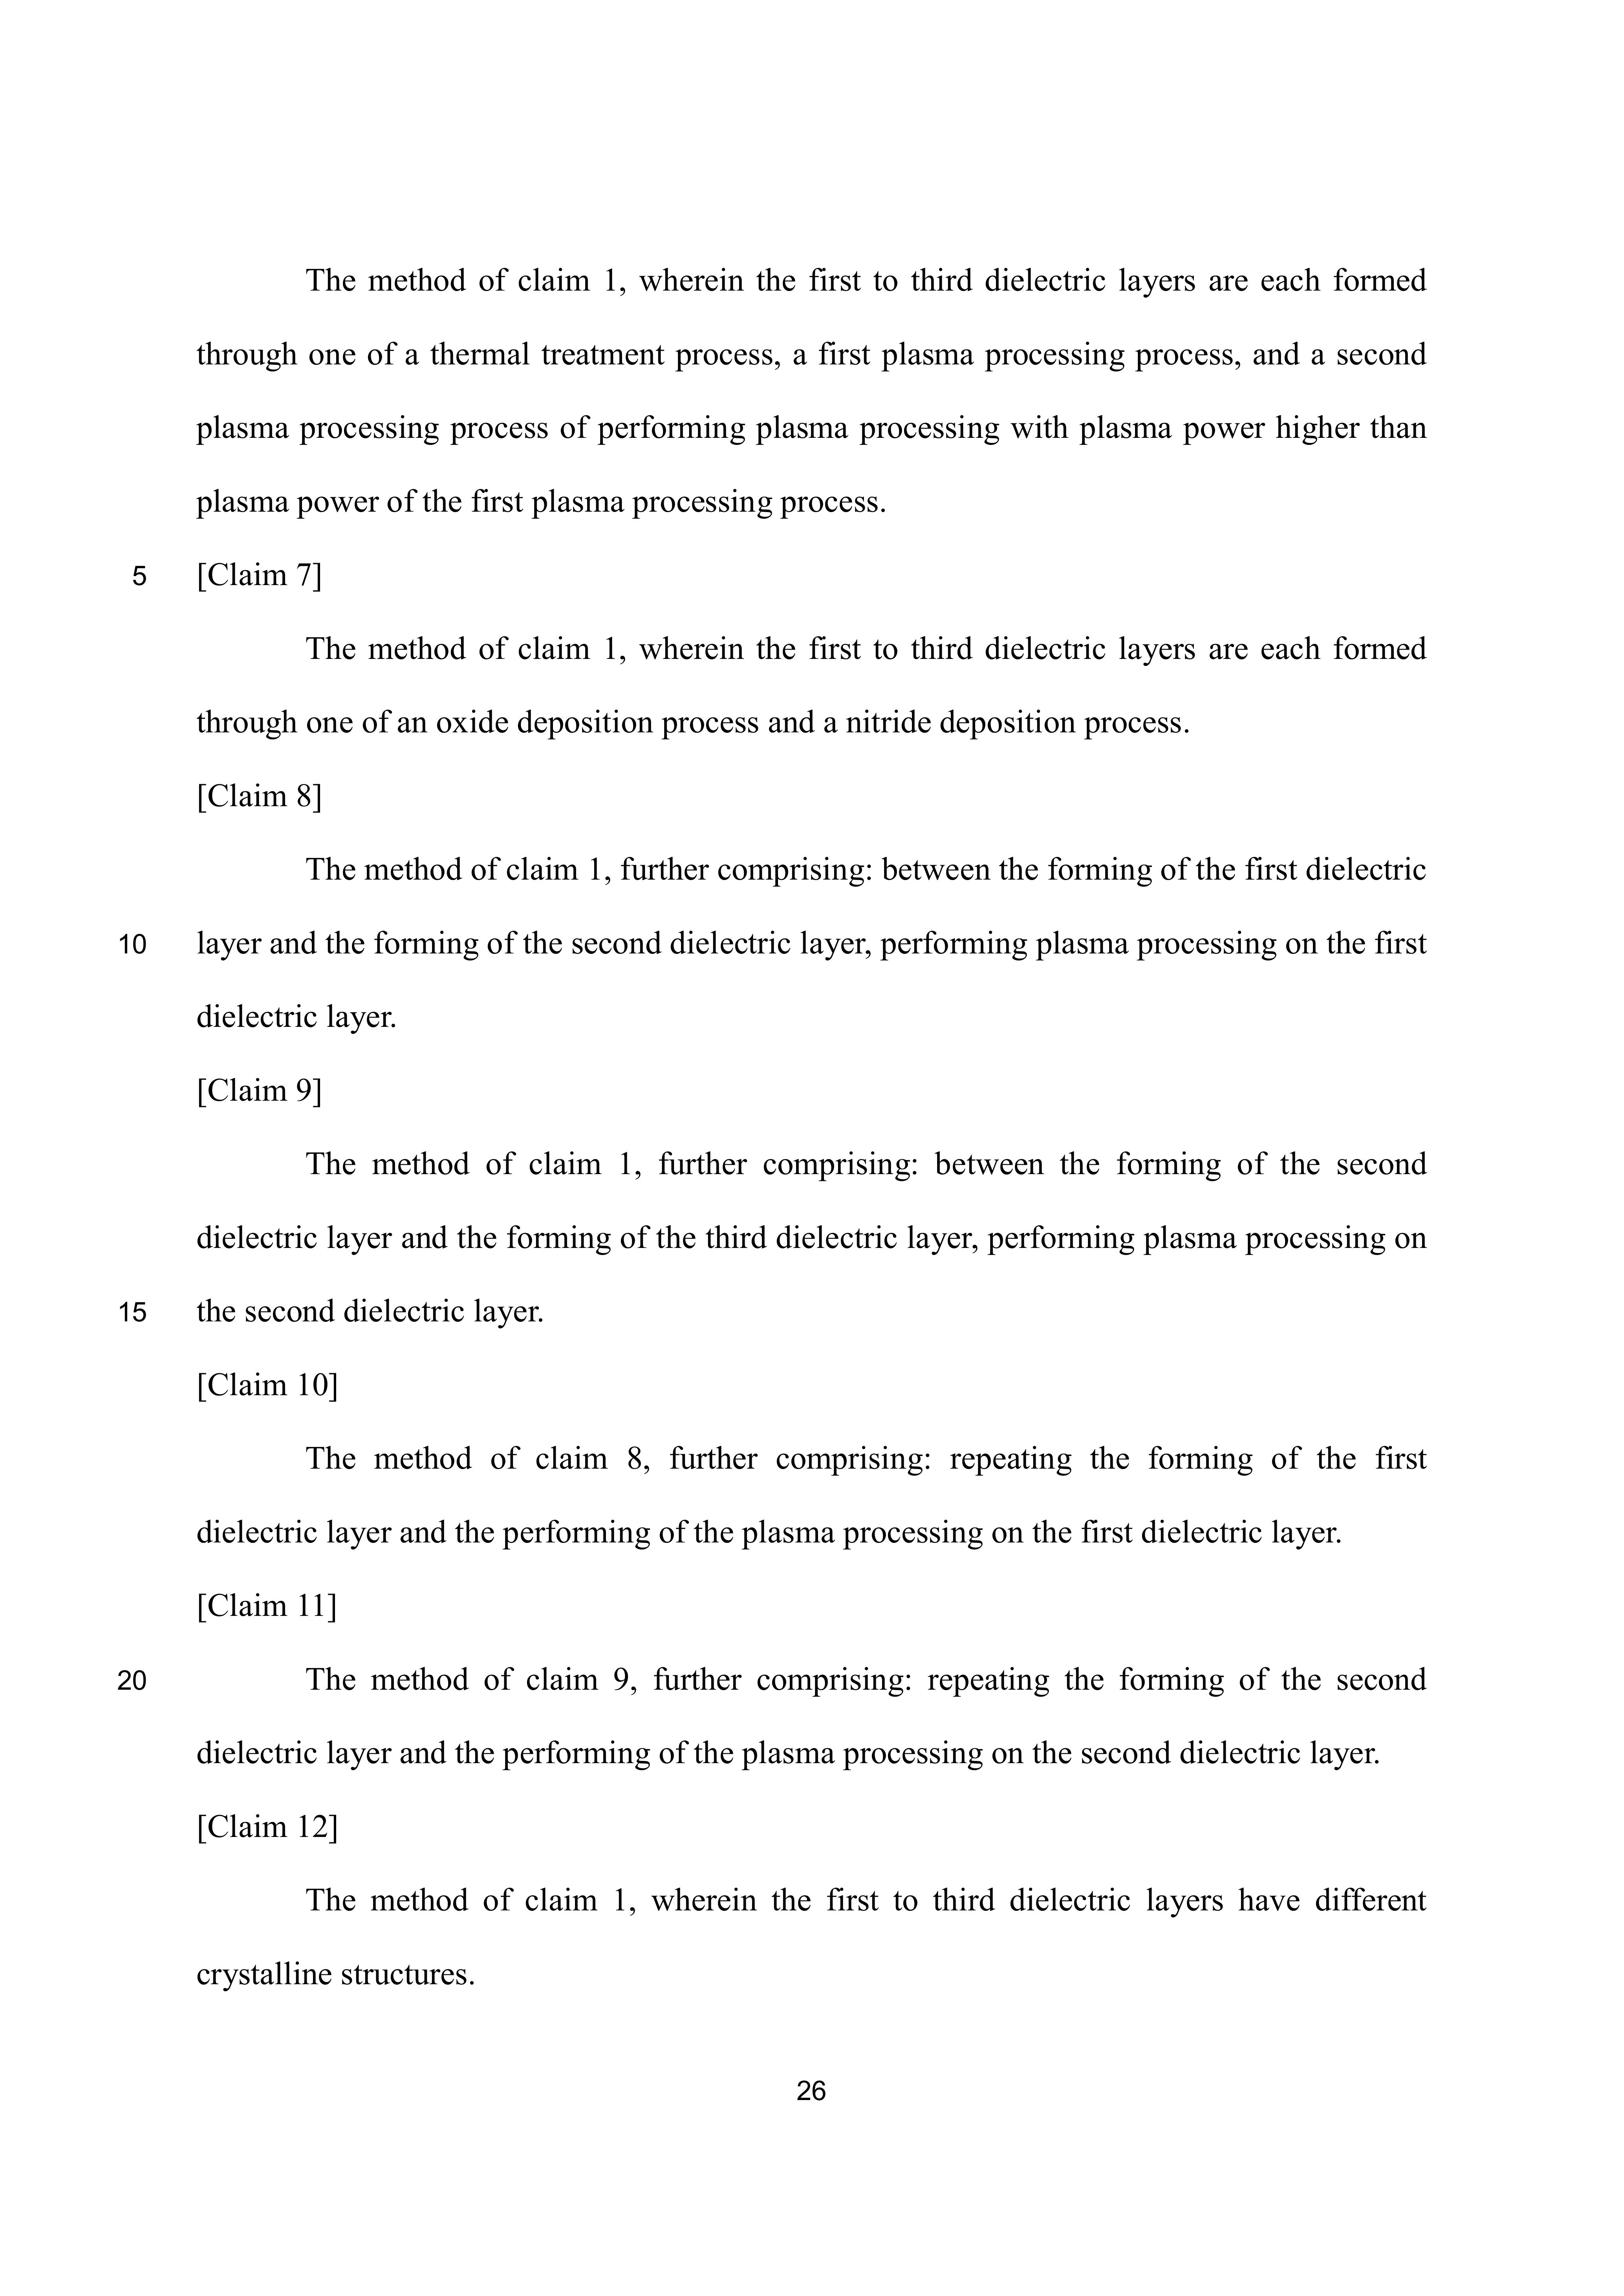 The method of claim 1, wherein the first to third dielectric layers are each formed
through one of a thermal treatment process, a first plasma processing process, and a second
plasma processing process of performing plasma processing with plasma power higher than
plasma power of the first plasma processing process.
5 [Claim 7]
The method of claim 1, wherein the first to third dielectric layers are each formed
through one of an oxide deposition process and a nitride deposition process.
[Claim 8]
The method of claim 1, further comprising: between the forming of the first dielectric
10 layer and the forming of the second dielectric layer, performing plasma processing on the first
dielectric layer.
[Claim 9]
The method of claim 1, further comprising: between the forming of the second
dielectric layer and the forming of the third dielectric layer, performing plasma processing on
15 the second dielectric layer.
[Claim 10]
The method of claim 8, further comprising: repeating the forming of the first
dielectric layer and the performing of the plasma processing on the first dielectric layer.
[Claim 11]
20 The method of claim 9, further comprising: repeating the forming of the second
dielectric layer and the performing of the plasma processing on the second dielectric layer.
[Claim 12]
The method of claim 1, wherein the first to third dielectric layers have different
crystalline structures.
26